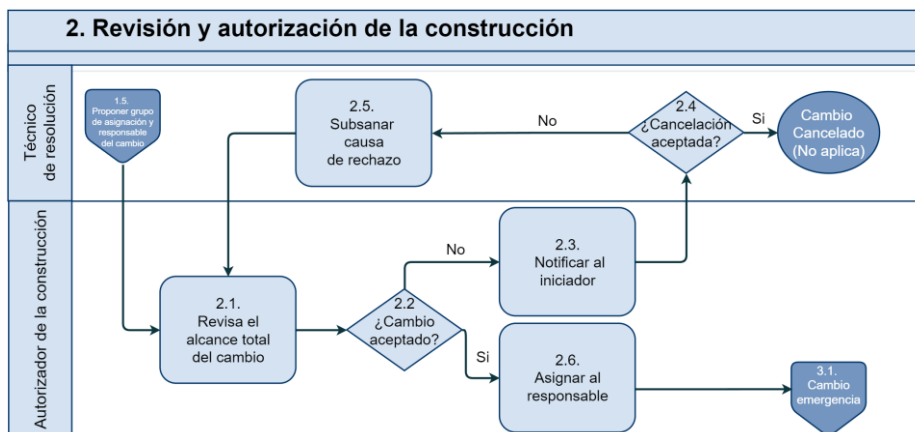 2. Revisión y autorización de la construcción
Técnico
de resolución
1.5.
Proponer grupo
de asignación y
responsable
del cambio
2.5.
Subsanar
causa
de rechazo
No
2.4
¿Cancelación
aceptada?
Si
Cambio
Cancelado
(No aplica)
Autorizador de la construcción
2.1.
Revisa el
alcance total
del cambio
2.2
¿Cambio
aceptado?
No
2.3.
Notificar al
iniciador
Si
2.6.
Asignar al
responsable
3.1.
Cambio
emergencia